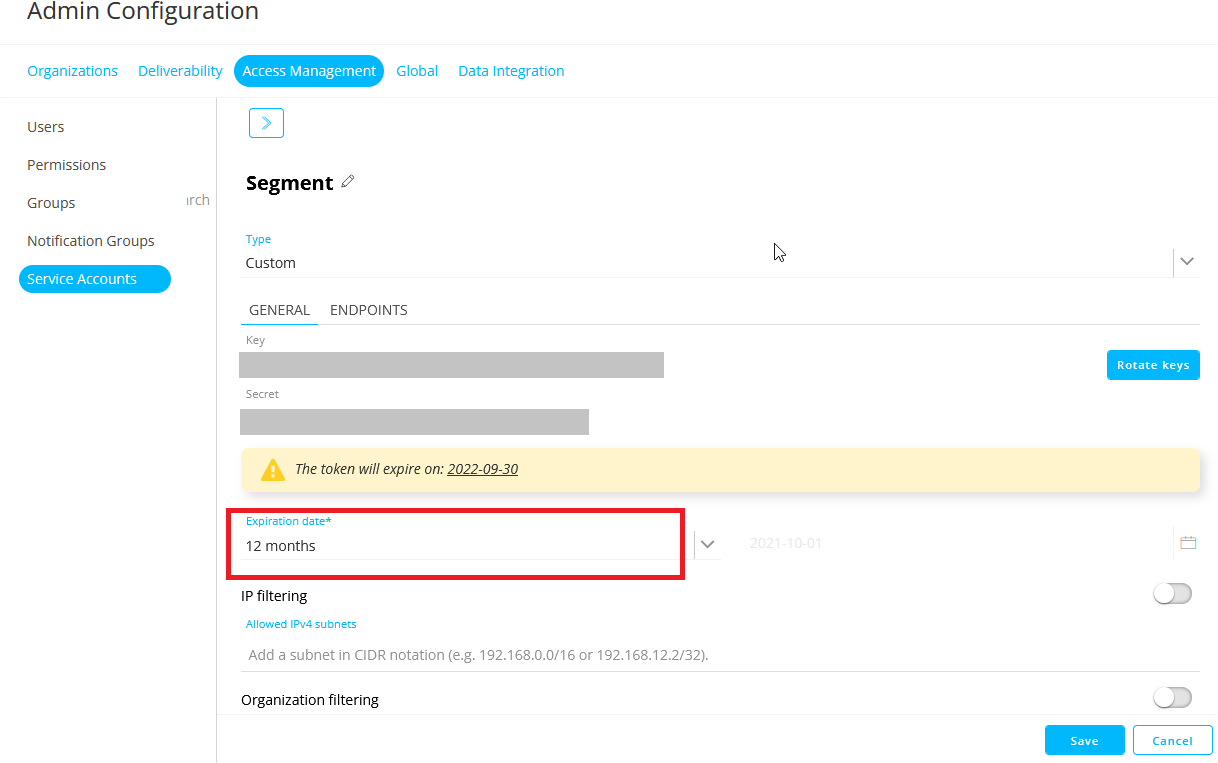 Admin Configuration
Organizations Deliverability Access Management Global Data Integration
Users
Permissions
Groups
Notification Groups
Service Accounts
Segment
Type
Custom
GENERAL ENDPOINTS
Key
Rotate keys
Secret
The token will expire on: 2022-09-30
Expiration date*
12 months
2021-10-01
IP filtering
Allowed IPv4 subnets
Add a subnet in CIDR notation (e.g. 192.168.0.0/16 or 192.168.12.2/32).
Organization filtering
Save Cancel